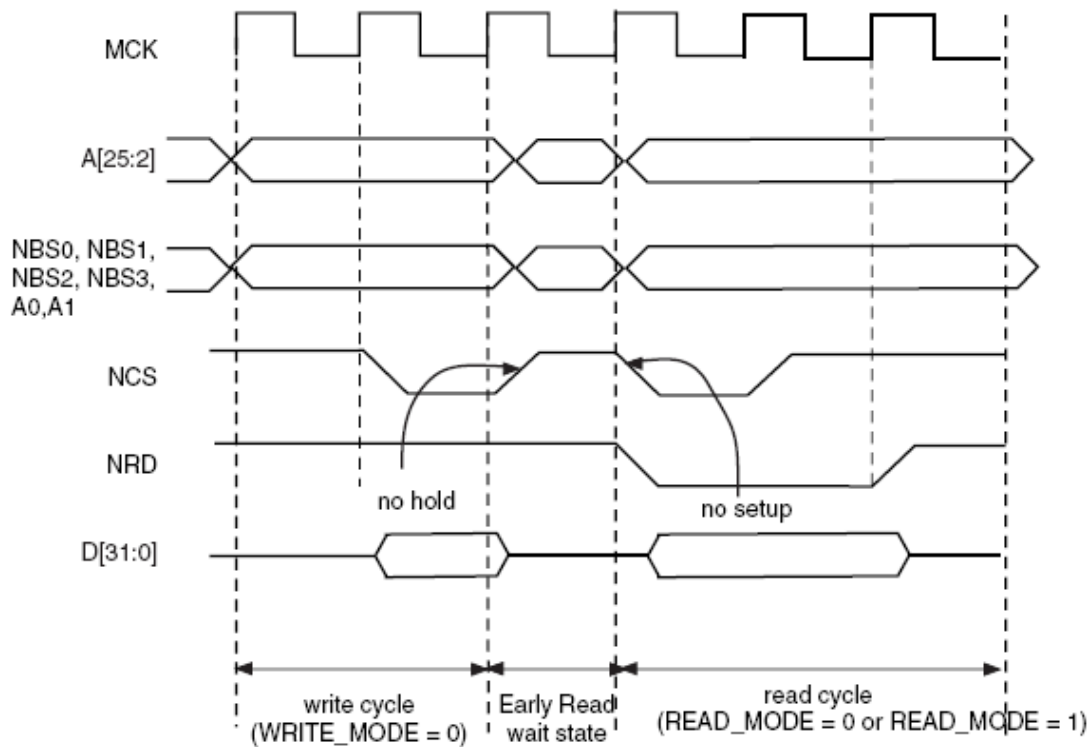 MCK
A[25:2]
NBS0, NBS1,
NBS2, NBS3,
A0,A1
NCS
NRD
no hold
no setup
D[31:0]
write cycle
(WRITE_MODE = 0)
Early Read
wait state
read cycle
(READ_MODE = 0 or READ_MODE = 1)